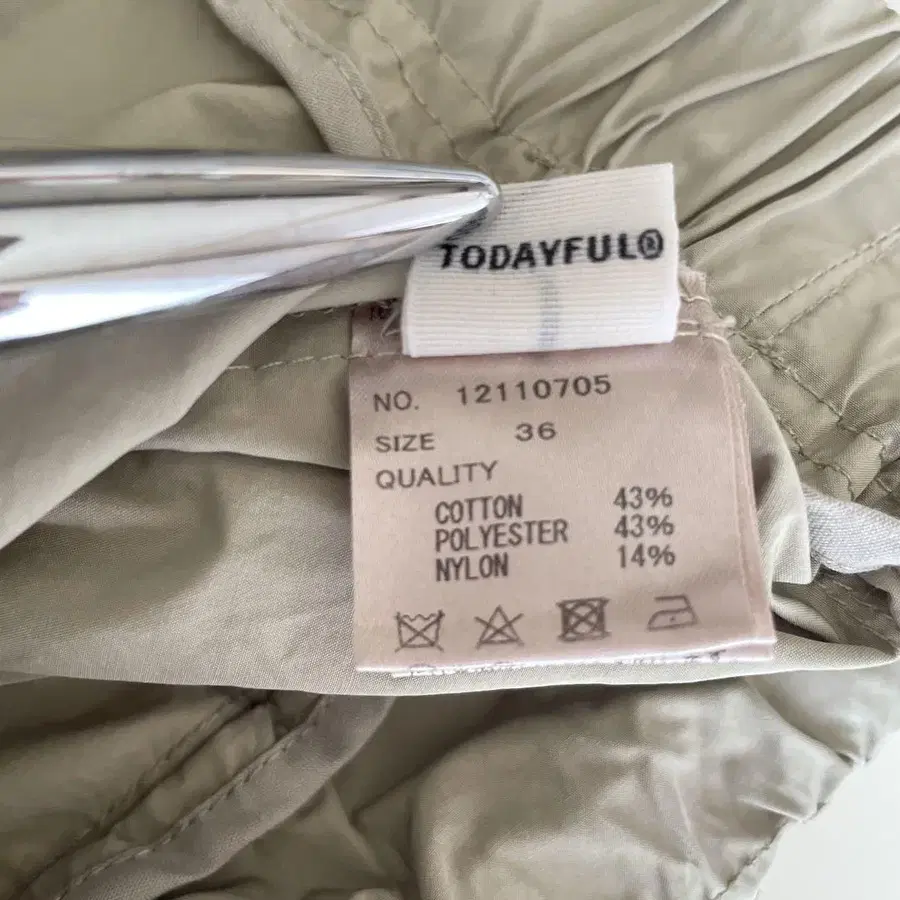 TODAYFUL®
NO. 12110705
SIZE 36
QUALITY
COTTON 43%
POLYESTER 43%
NYLON 14%